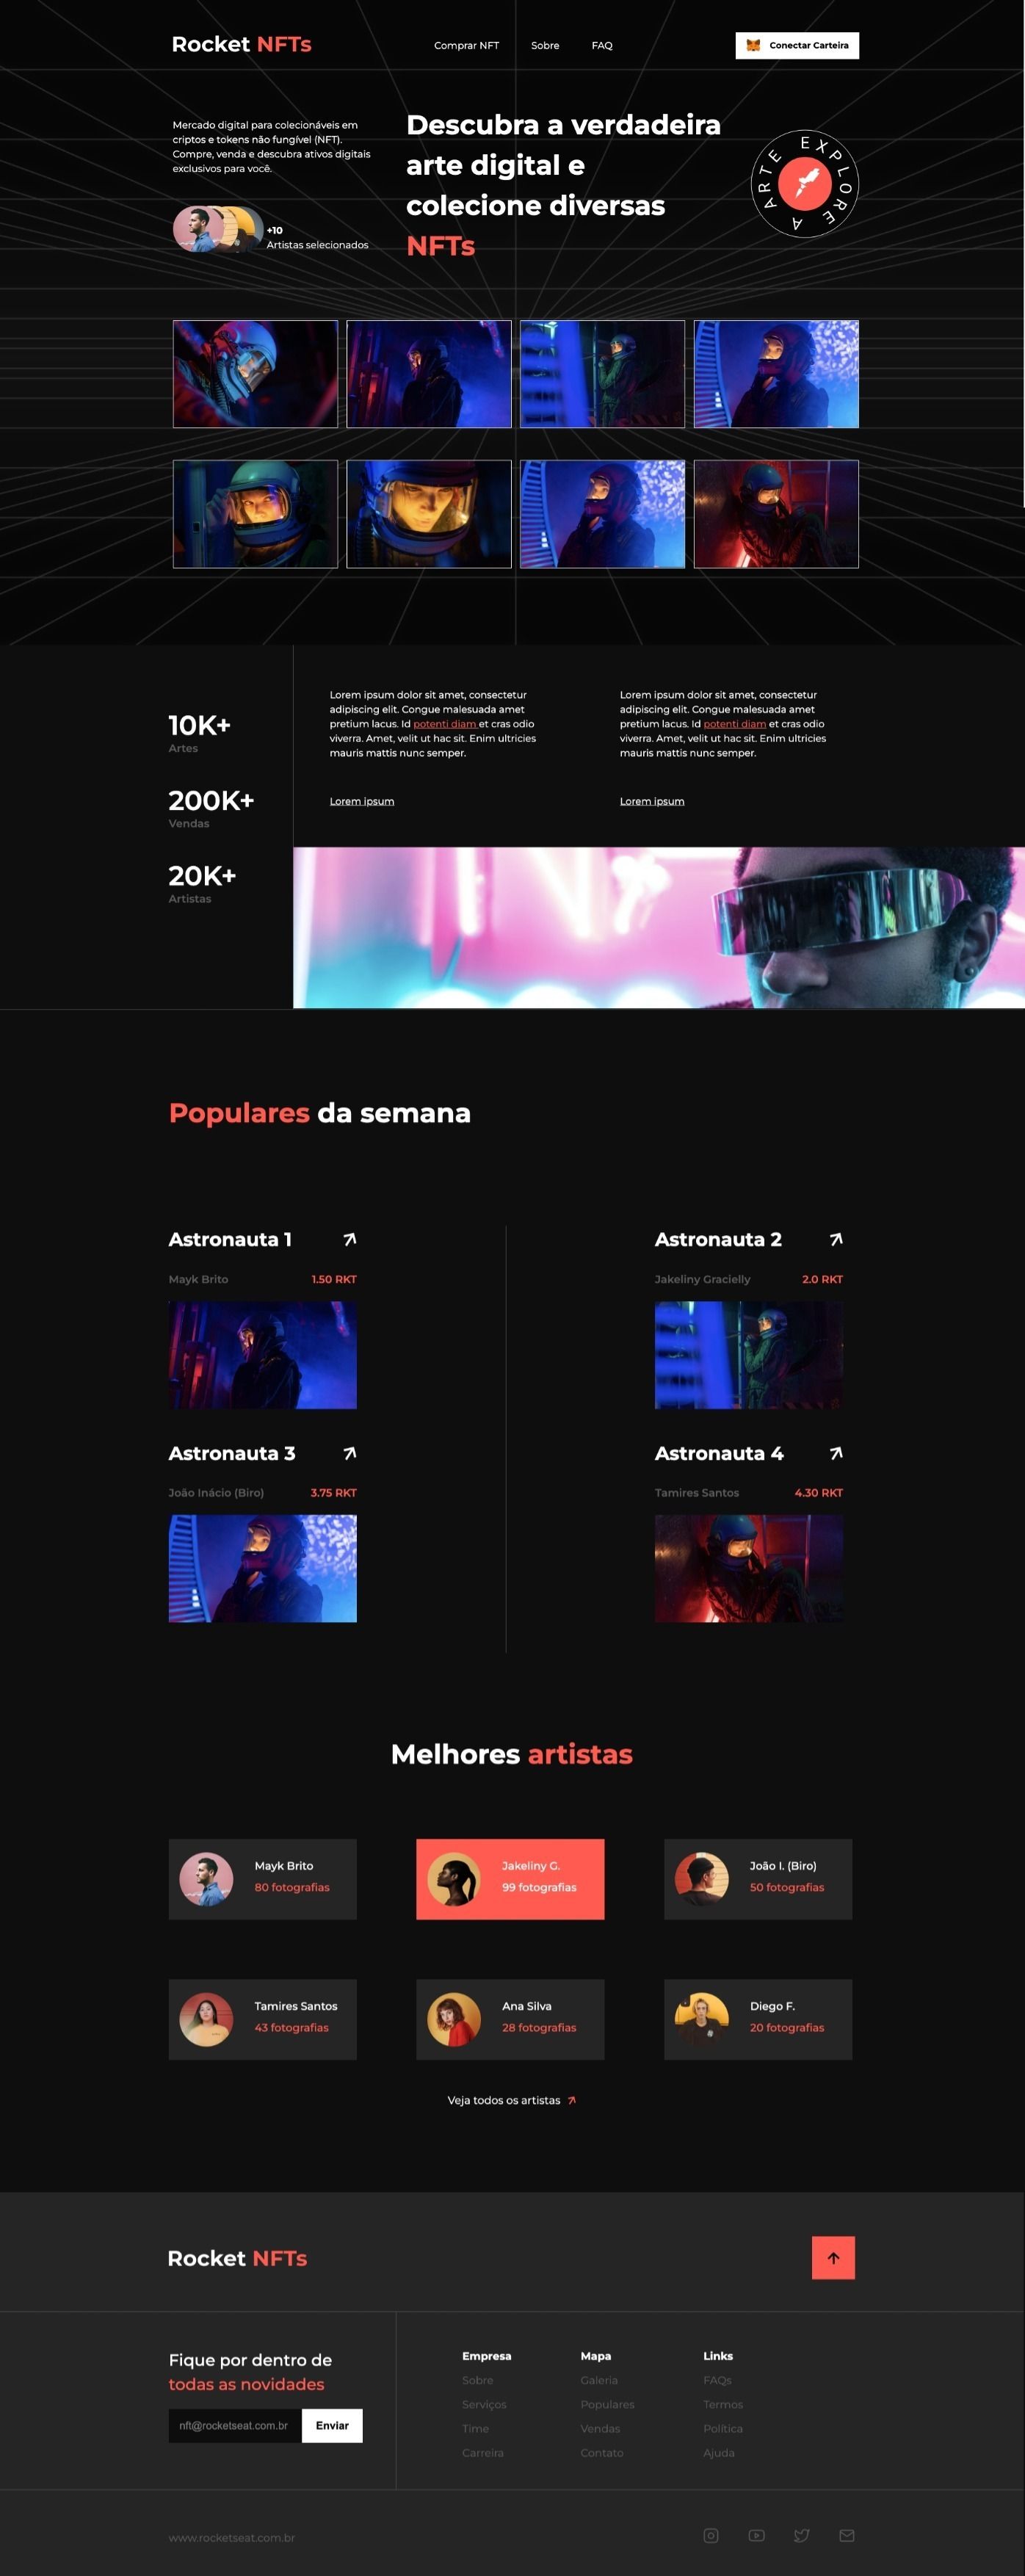 Rocket NFTs
Comprar NFT
Sobre
FAQ
Conectar Carteira
Mercado digital para colecionáveis em
criptos e tokens não fungível (NFT).
Compre, venda e descubra ativos digitais
exclusivos para você.
+10
Artistas selecionados
Descubra a verdadeira
arte digital e
colecione diversas
NFTs
EXPLORE A ARTE
10K+
Artes
200K+
Vendas
20K+
Artistas
Lorem ipsum dolor sit amet, consectetur
adipiscing elit. Congue malesuada amet
pretium lacus. Id potenti diam et cras odio
viverra. Amet, velit ut hac sit. Enim ultricies
mauris mattis nunc semper.
Lorem ipsum
Lorem ipsum dolor sit amet, consectetur
adipiscing elit. Congue malesuada amet
pretium lacus. Id potenti diam et cras odio
viverra. Amet, velit ut hac sit. Enim ultricies
mauris mattis nunc semper.
Lorem ipsum
Populares da semana
Astronauta 1
Mayk Brito
1.50 RKT
Astronauta 2
Jakeliny Gracielly
2.0 RKT
Astronauta 3
João Inácio (Biro)
3.75 RKT
Astronauta 4
Tamires Santos
4.30 RKT
Melhores artistas
Mayk Brito
80 fotografias
Jakeliny G.
99 fotografias
João I. (Biro)
50 fotografias
Tamires Santos
43 fotografias
Ana Silva
28 fotografias
Diego F.
20 fotografias
Veja todos os artistas
Rocket NFTs
Fique por dentro de
todas as novidades
nft@rocketseat.com.br
Enviar
Empresa
Sobre
Serviços
Time
Carreira
Mapa
Galeria
Populares
Vendas
Contato
Links
FAQs
Termos
Política
Ajuda
www.rocketseat.com.br